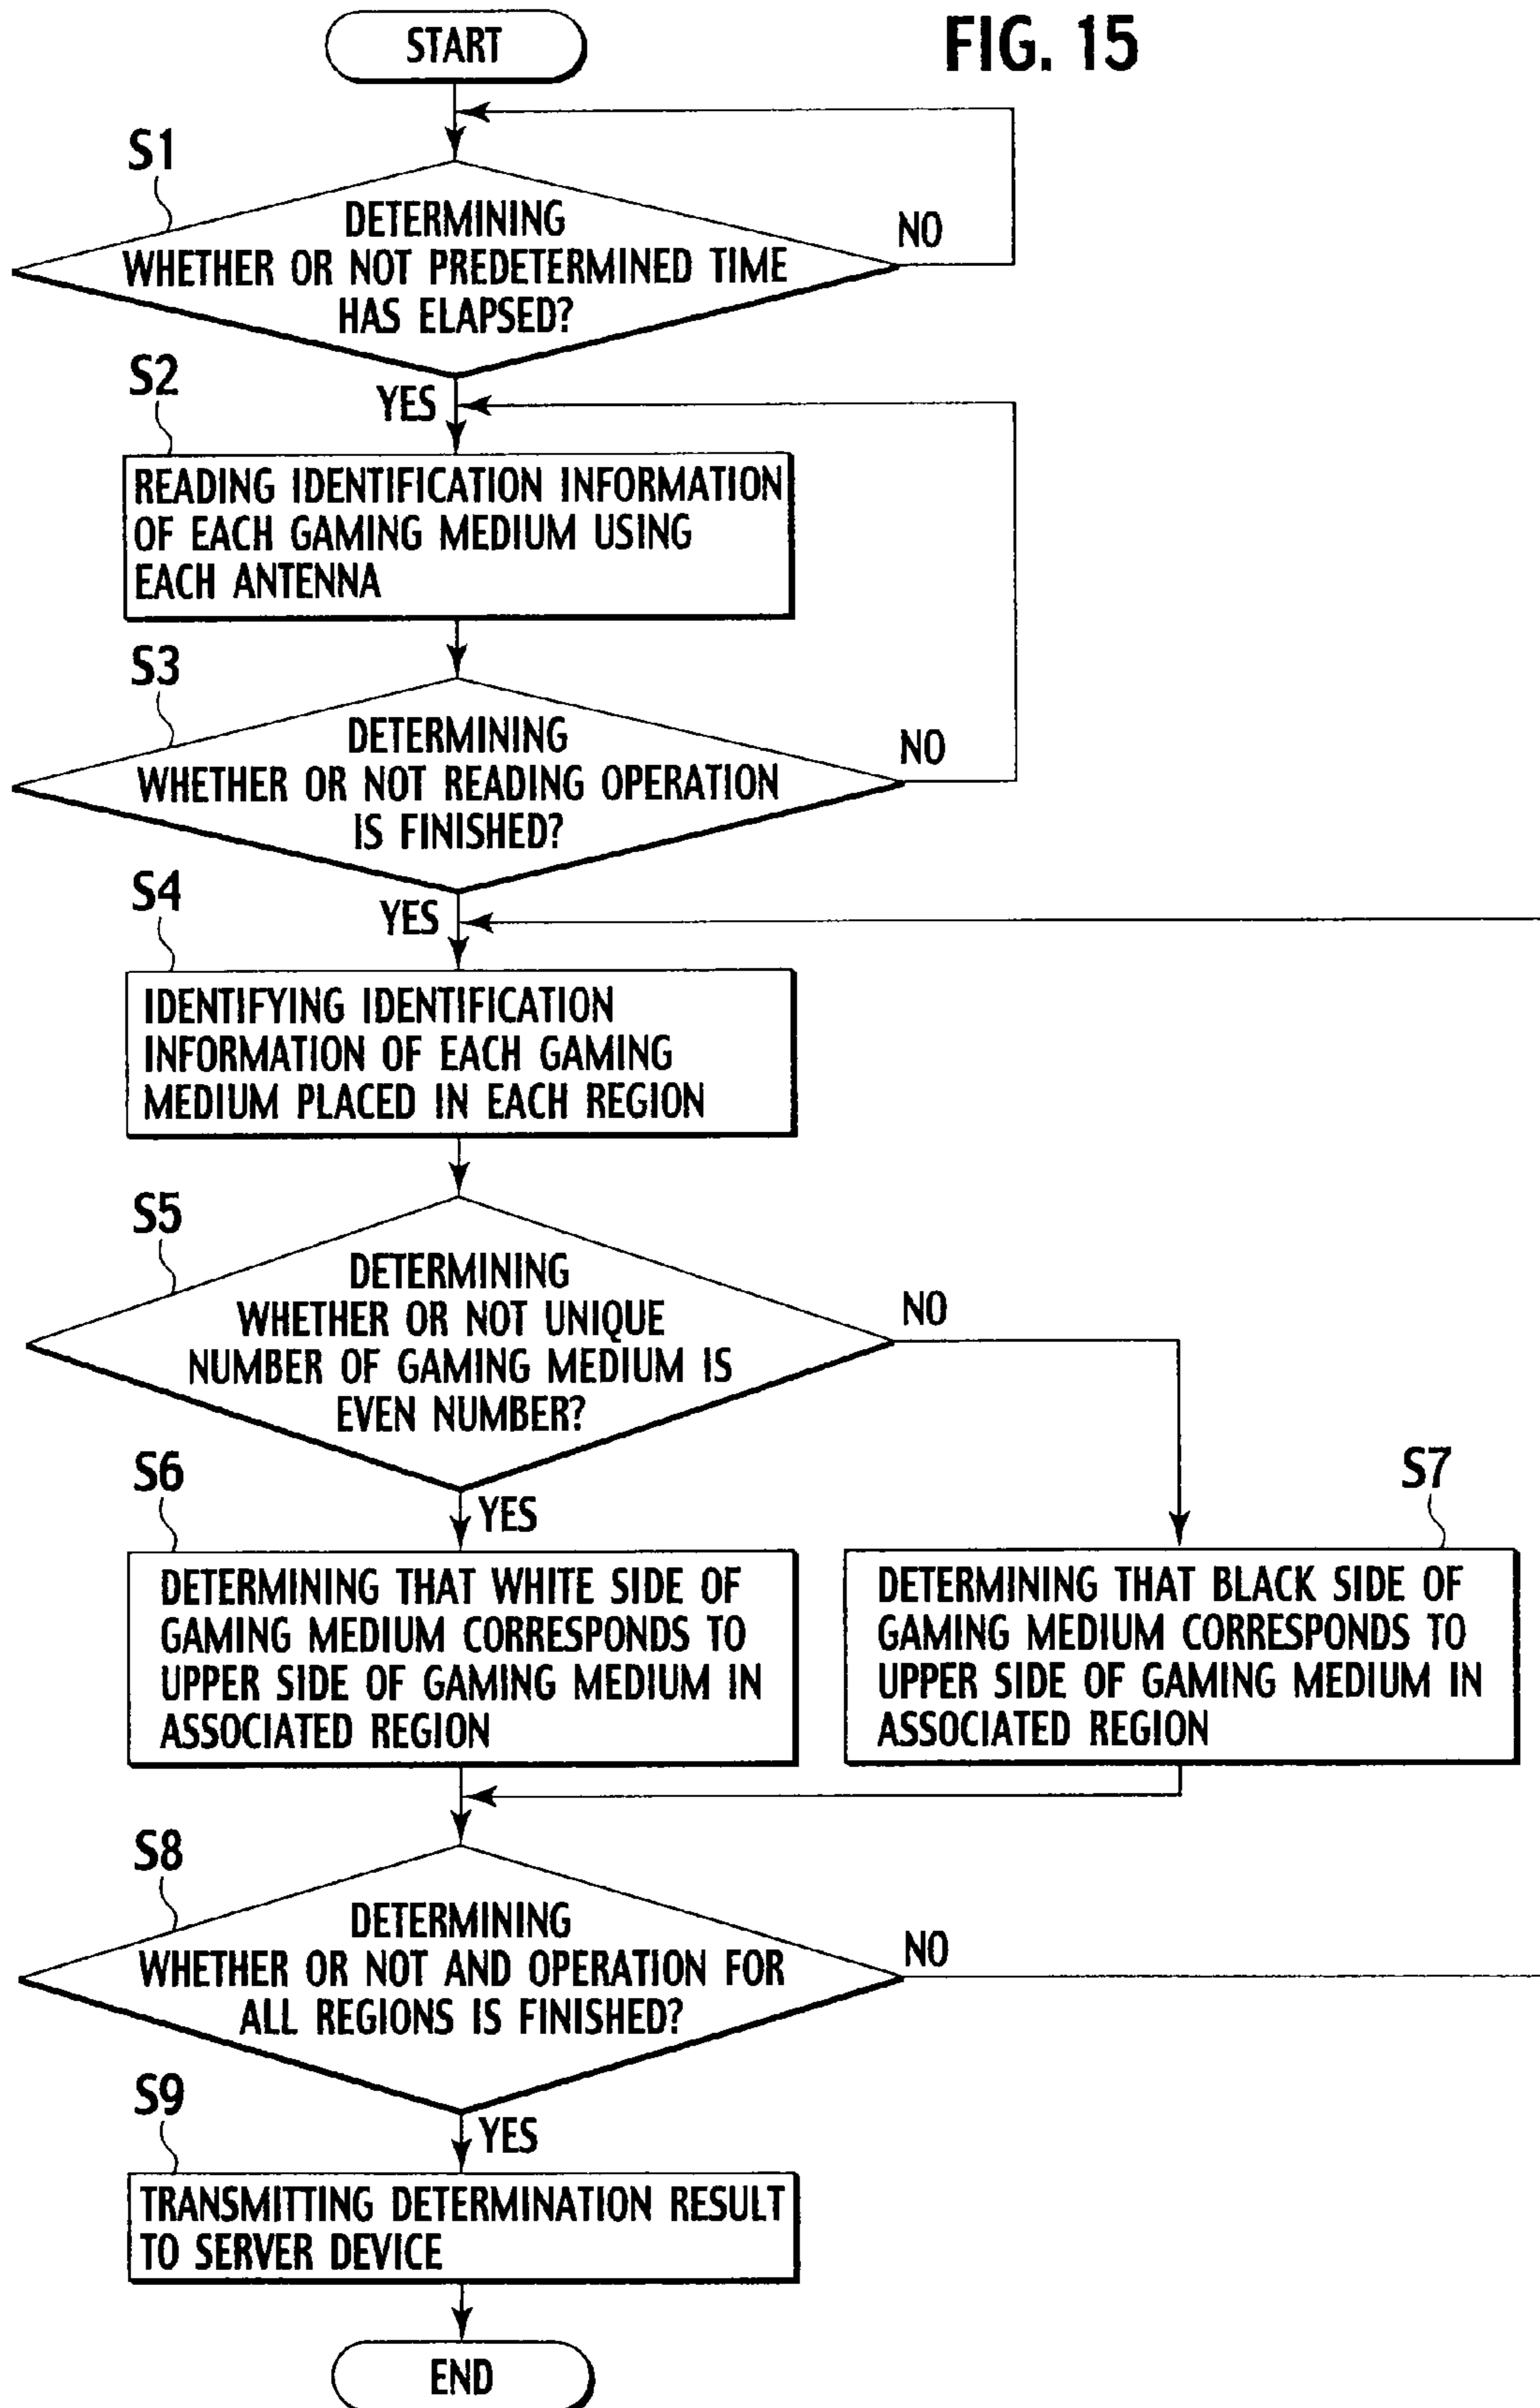 START
FIG. 15
S1
DETERMINING
WHETHER OR NOT PREDETERMINED TIME
HAS ELAPSED?
NO
S2
YES
READING IDENTIFICATION INFORMATION
OF EACH GAMING MEDIUM USING
EACH ANTENNA
S3
DETERMINING
WHETHER OR NOT READING OPERATION
IS FINISHED?
NO
S4
YES
IDENTIFYING IDENTIFICATION
INFORMATION OF EACH GAMING
MEDIUM PLACED IN EACH REGION
S5
DETERMINING
WHETHER OR NOT UNIQUE
NUMBER OF GAMING MEDIUM IS
EVEN NUMBER?
NO
S6
YES
S7
DETERMINING THAT WHITE SIDE OF
GAMING MEDIUM CORRESPONDS TO
UPPER SIDE OF GAMING MEDIUM IN
ASSOCIATED REGION
DETERMINING THAT BLACK SIDE OF
GAMING MEDIUM CORRESPONDS TO
UPPER SIDE OF GAMING MEDIUM IN
ASSOCIATED REGION
S8
DETERMINING
WHETHER OR NOT AND OPERATION FOR
ALL REGIONS IS FINISHED?
NO
S9
YES
TRANSMITTING DETERMINATION RESULT
TO SERVER DEVICE
END